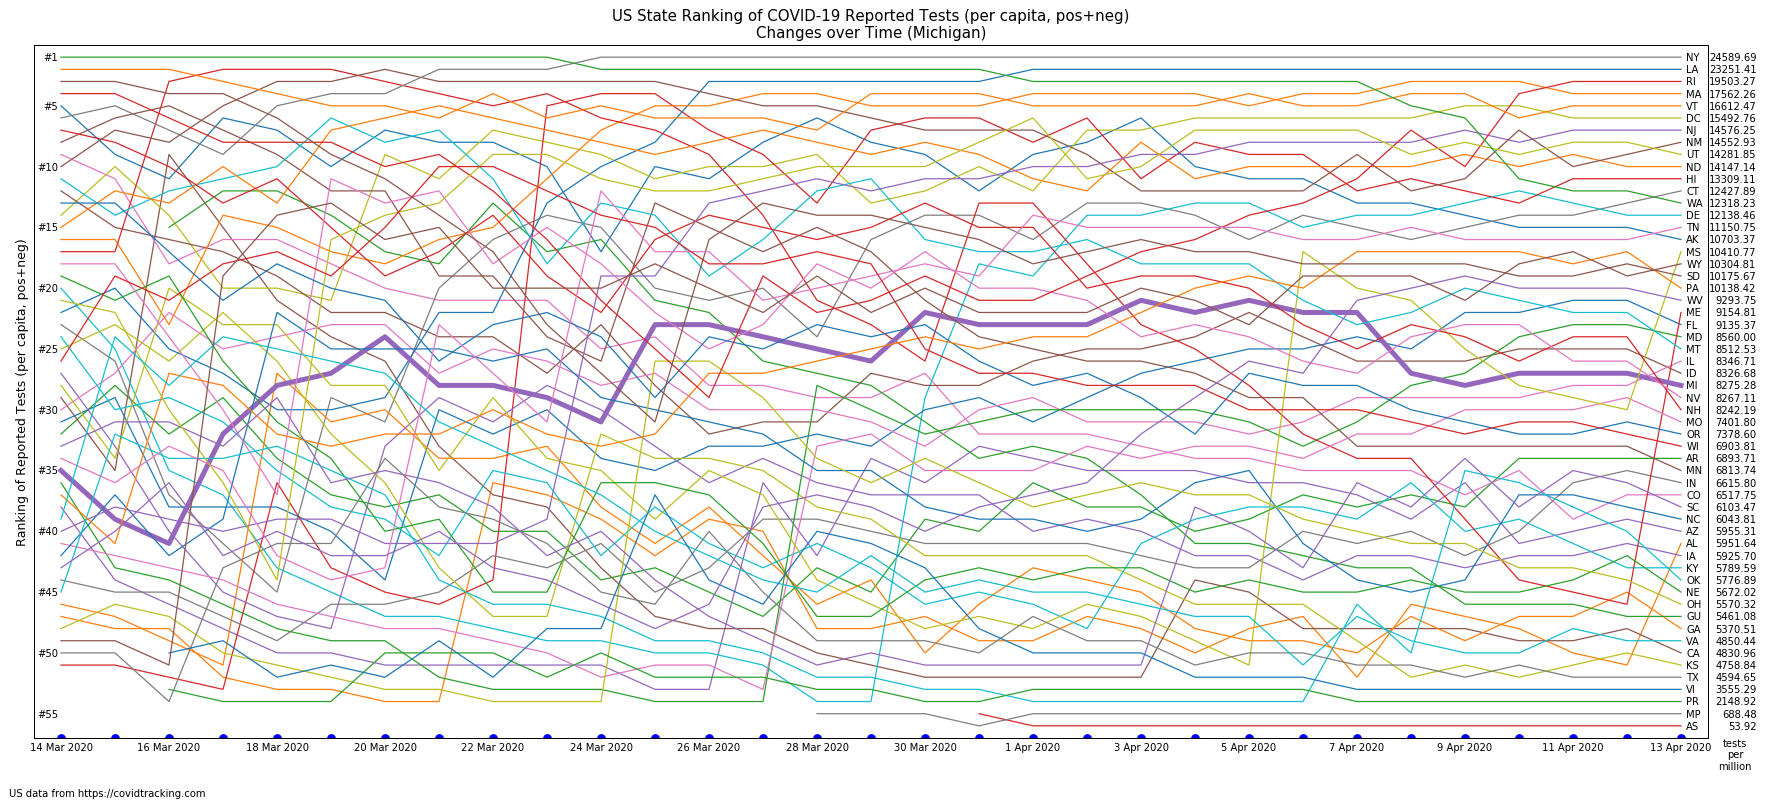 US State Ranking of COVID-19 Reported Tests (per capita, pos+neg)
Changes over Time (Michigan)
Ranking of Reported Tests (per capita, pos+neg)
#1
#5
#10
#15
#20
#25
#30
#35
#40
#45
#50
#55
NY 24589.69
LA 23251.41
RI 19503.27
MA 17562.26
VT 16612.47
DC 15492.76
NJ 14576.25
NM 14552.93
UT 14281.85
ND 14147.14
HI 13309.11
CT 12427.89
WA 12318.23
DE 12138.46
TN 11150.75
AK 10703.37
MS 10410.77
WY 10304.81
SD 10175.67
PA 10138.42
WV 9293.75
ME 9154.81
FL 9135.37
MD 8560.00
MT 8512.53
IL 8346.71
ID 8326.68
MI 8275.28
NV 8267.11
NH 8242.19
MO 7401.80
OR 7378.60
WI 6903.81
AR 6893.71
MN 6813.74
IN 6615.80
CO 6517.75
SC 6103.47
NC 6043.81
AZ 5955.31
AL 5951.64
IA 5925.70
KY 5789.59
OK 5776.89
NE 5672.02
OH 5570.32
GU 5461.08
GA 5370.51
VA 4850.44
CA 4830.96
KS 4758.84
TX 4594.65
VI 3555.29
PR 2148.92
MP 688.48
AS 53.92
14 Mar 2020 16 Mar 2020 18 Mar 2020 20 Mar 2020 22 Mar 2020 24 Mar 2020 26 Mar 2020 28 Mar 2020 30 Mar 2020 1 Apr 2020 3 Apr 2020 5 Apr 2020 7 Apr 2020 9 Apr 2020 11 Apr 2020 13 Apr 2020
tests
per
million
US data from https://covidtracking.com